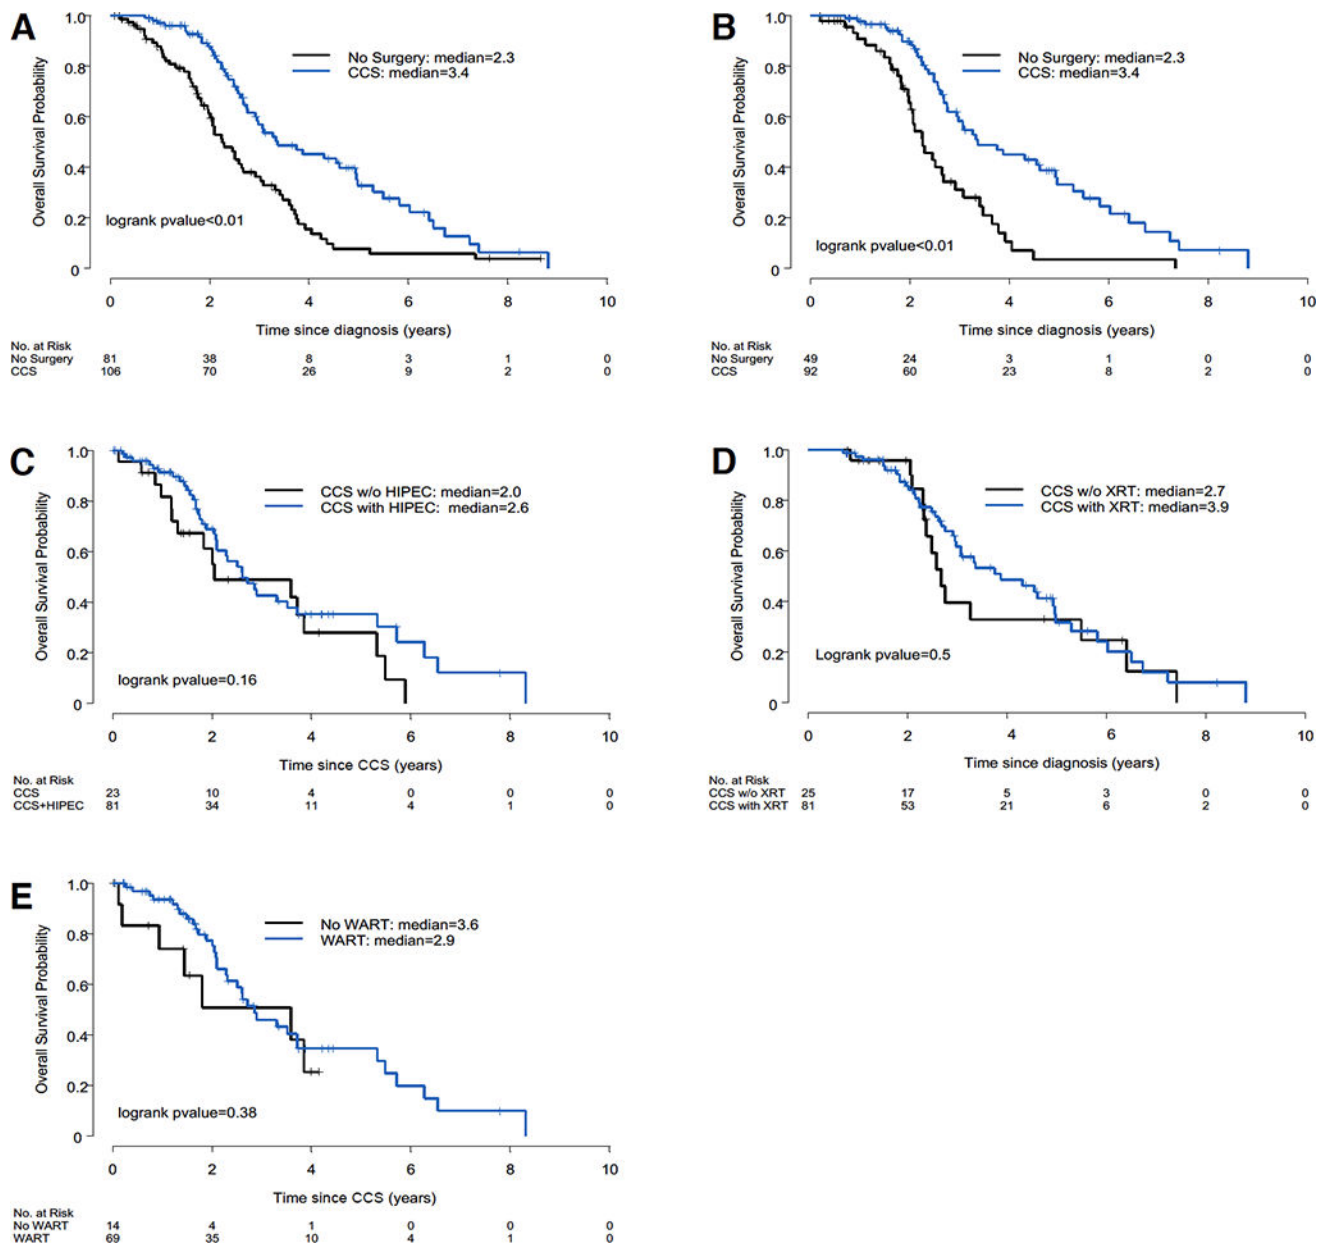 A
Overall Survival Probability
1.0
0.8
0.6
0.4
0.2
0
No Surgery: median=2.3
CCS: median=3.4
logrank pvalue<0.01
0 2 4 6 8 10
Time since diagnosis (years)
No. at Risk
No Surgery 81 38 8 3 1 0
CCS 106 70 26 9 2 0
B
Overall Survival Probability
1.0
0.8
0.6
0.4
0.2
0
No Surgery: median=2.3
CCS: median=3.4
logrank pvalue<0.01
0 2 4 6 8 10
Time since diagnosis (years)
No. at Risk
No Surgery 49 24 3 1 0 0
CCS 92 60 23 8 2 0
C
Overall Survival Probability
1.0
0.8
0.6
0.4
0.2
0
CCS w/o HIPEC: median=2.0
CCS with HIPEC: median=2.6
logrank pvalue=0.16
0 2 4 6 8 10
Time since CCS (years)
No. at Risk
CCS 23 10 4 0 0 0
CCS+HIPEC 81 34 11 4 1 0
D
Overall Survival Probability
1.0
0.8
0.6
0.4
0.2
0
CCS w/o XRT: median=2.7
CCS with XRT: median=3.9
Logrank pvalue=0.5
0 2 4 6 8 10
Time since diagnosis (years)
No. at Risk
CCS w/o XRT 25 17 5 3 0 0
CCS with XRT 81 53 21 6 2 0
E
Overall Survival Probability
1.0
0.8
0.6
0.4
0.2
0
No WART: median=3.6
WART: median=2.9
logrank pvalue=0.38
0 2 4 6 8 10
Time since CCS (years)
No. at Risk
No WART 14 4 1 0 0 0
WART 69 35 10 4 1 0